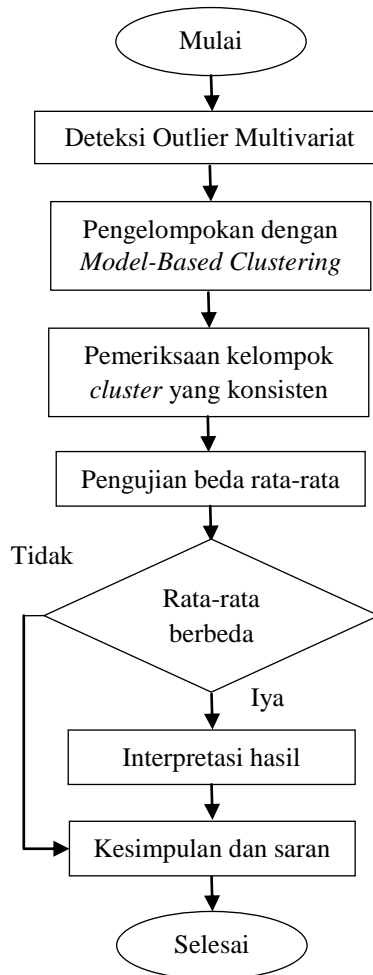 Mulai
Deteksi Outlier Multivariat
Pengelompokan dengan
Model-Based Clustering
Pemeriksaan kelompok
cluster yang konsisten
Pengujian beda rata-rata
Tidak
Rata-rata
berbeda
Iya
Interpretasi hasil
Kesimpulan dan saran
Selesai